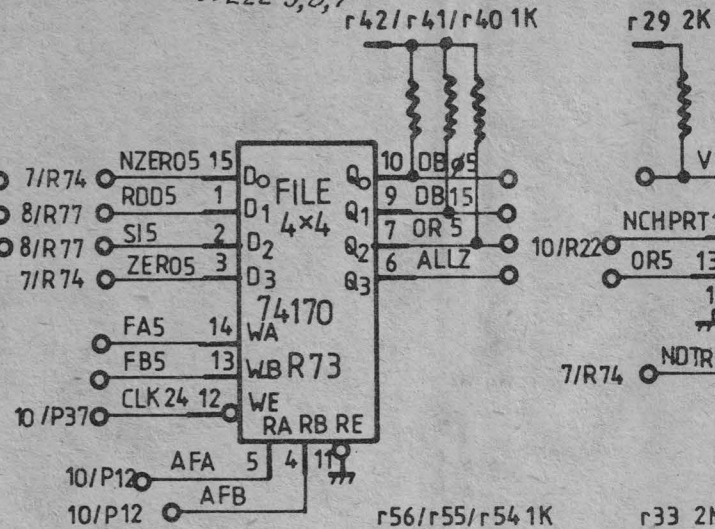 r42/r41/r40 1K
r29 2K
7/R74 NZERO5 15 D0 FILE Q0 10 DBø5
8/R77 RDD5 1 D1 4×4 Q1 9 DB15
8/R77 SI5 2 D2 Q2 7 OR5
7/R74 ZERO5 3 D3 Q3 6 ALLZ
V
10/R22 NCHPRT
OR5 13
74170
FA5 14 WA
FB5 13 WB R73
10/P37 CLK24 12 WE
RA RB RE
7/R74 NOTR
10/P12 AFA 5 4 11
10/P12 AFB
r56/r55/r54 1K
r33